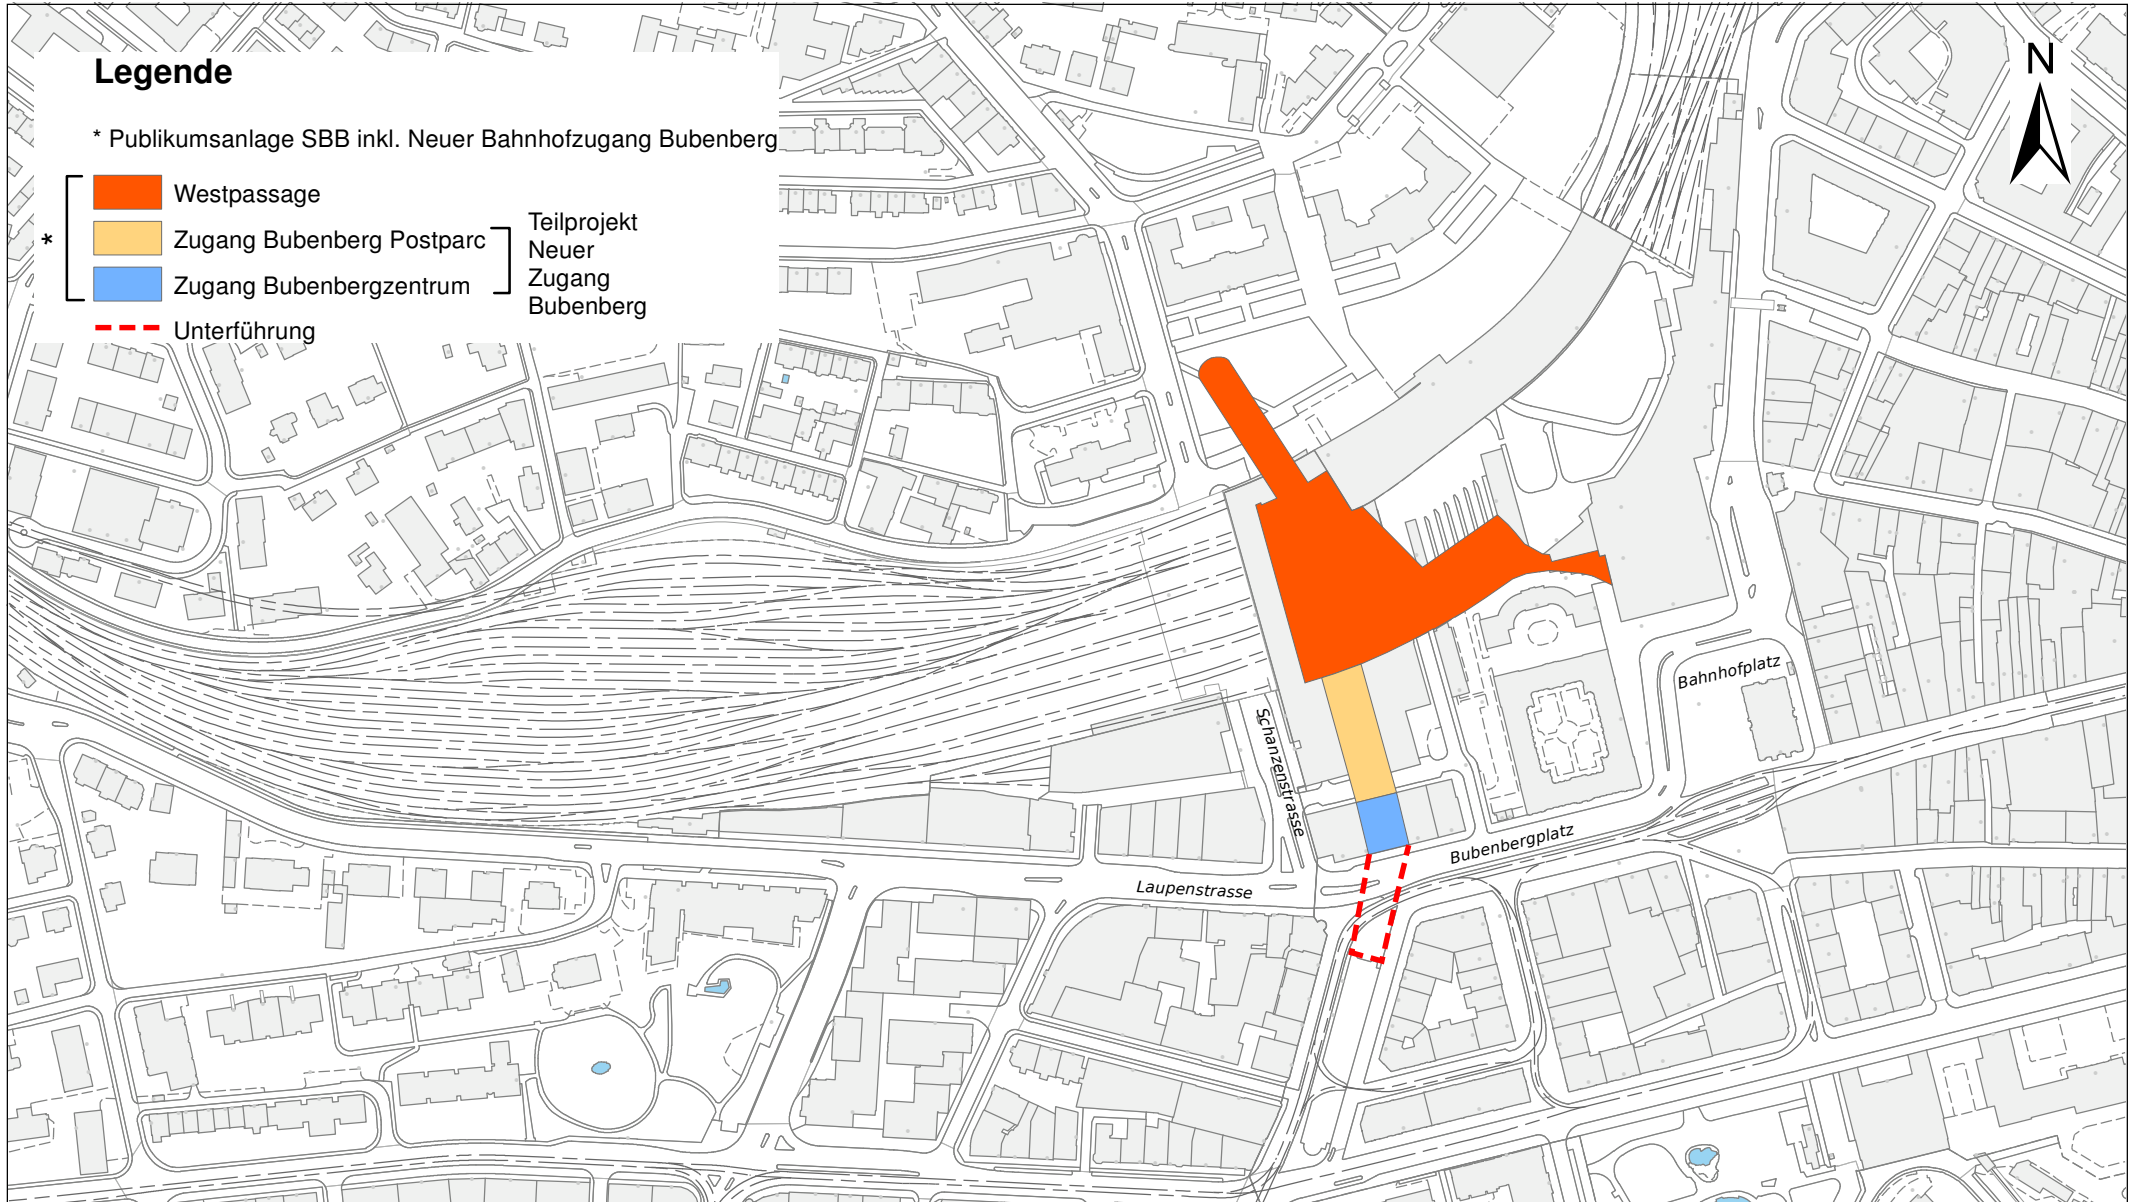 Legende
* Publikumsanlage SBB inkl. Neuer Bahnhofzugang Bubenberg
*
Westpassage
Zugang Bubenberg Postparc
Zugang Bubenbergzentrum
Unterführung
Teilprojekt
Neuer
Zugang
Bubenberg
N
Bahnhofplatz
Schanzenstrasse
Bubenbergplatz
Laupenstrasse